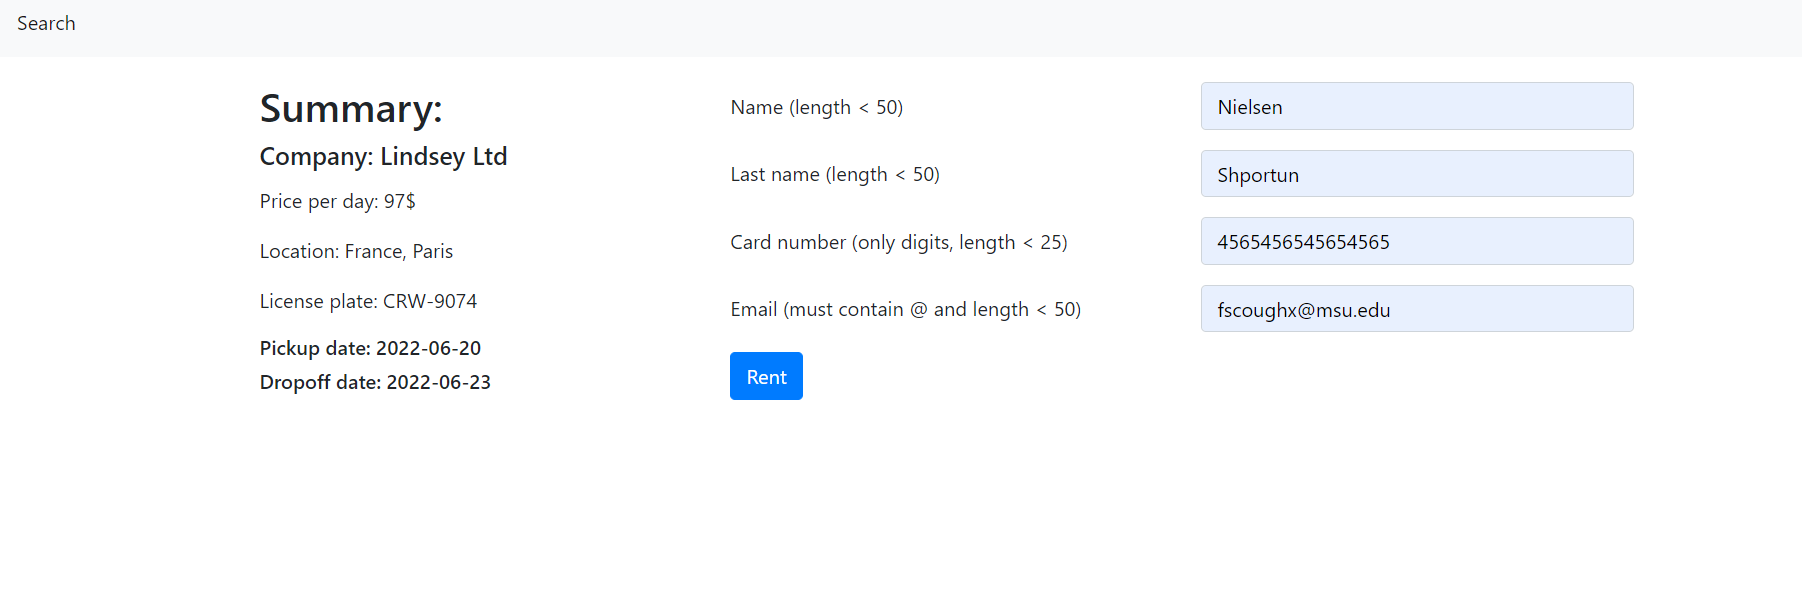 Search
Summary:
Company: Lindsey Ltd
Price per day: 97$
Location: France, Paris
License plate: CRW-9074
Pickup date: 2022-06-20
Dropoff date: 2022-06-23
Name (length < 50)
Nielsen
Last name (length < 50)
Shportun
Card number (only digits, length < 25)
4565456545654565
Email (must contain @ and length < 50)
fscoughx@msu.edu
Rent